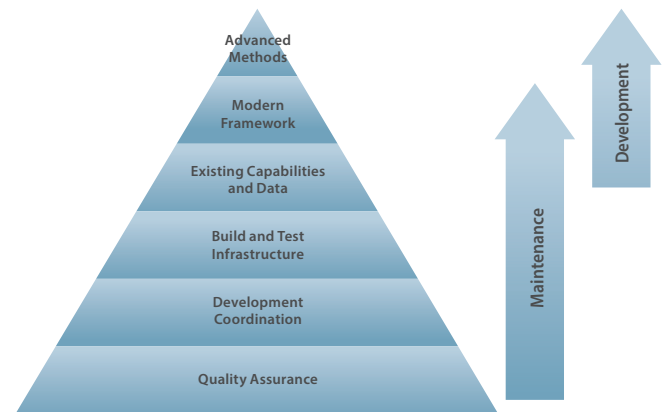 Advanced
Methods
Modern
Framework
Existing Capabilities
and Data
Build and Test
Infrastructure
Development
Coordination
Quality Assurance
Maintenance
Development